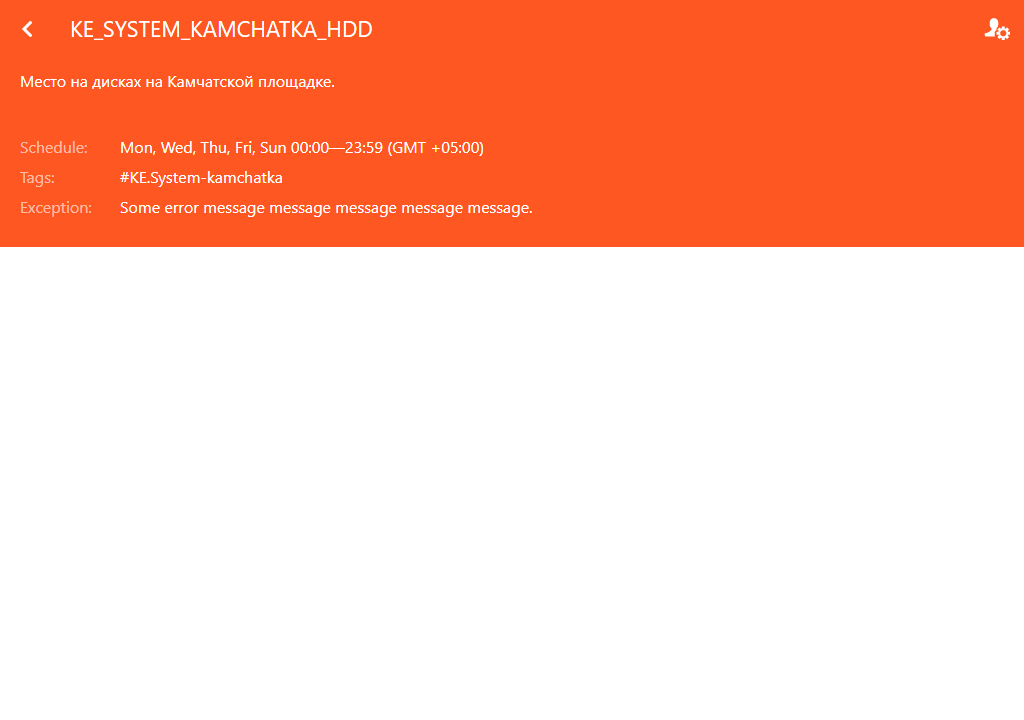 KE_SYSTEM_KAMCHATKA_HDD
Место на дисках на Камчатской площадке.
Schedule: Mon, Wed, Thu, Fri, Sun 00:00—23:59 (GMT +05:00)
Tags: #KE.System-kamchatka
Exception: Some error message message message message message.